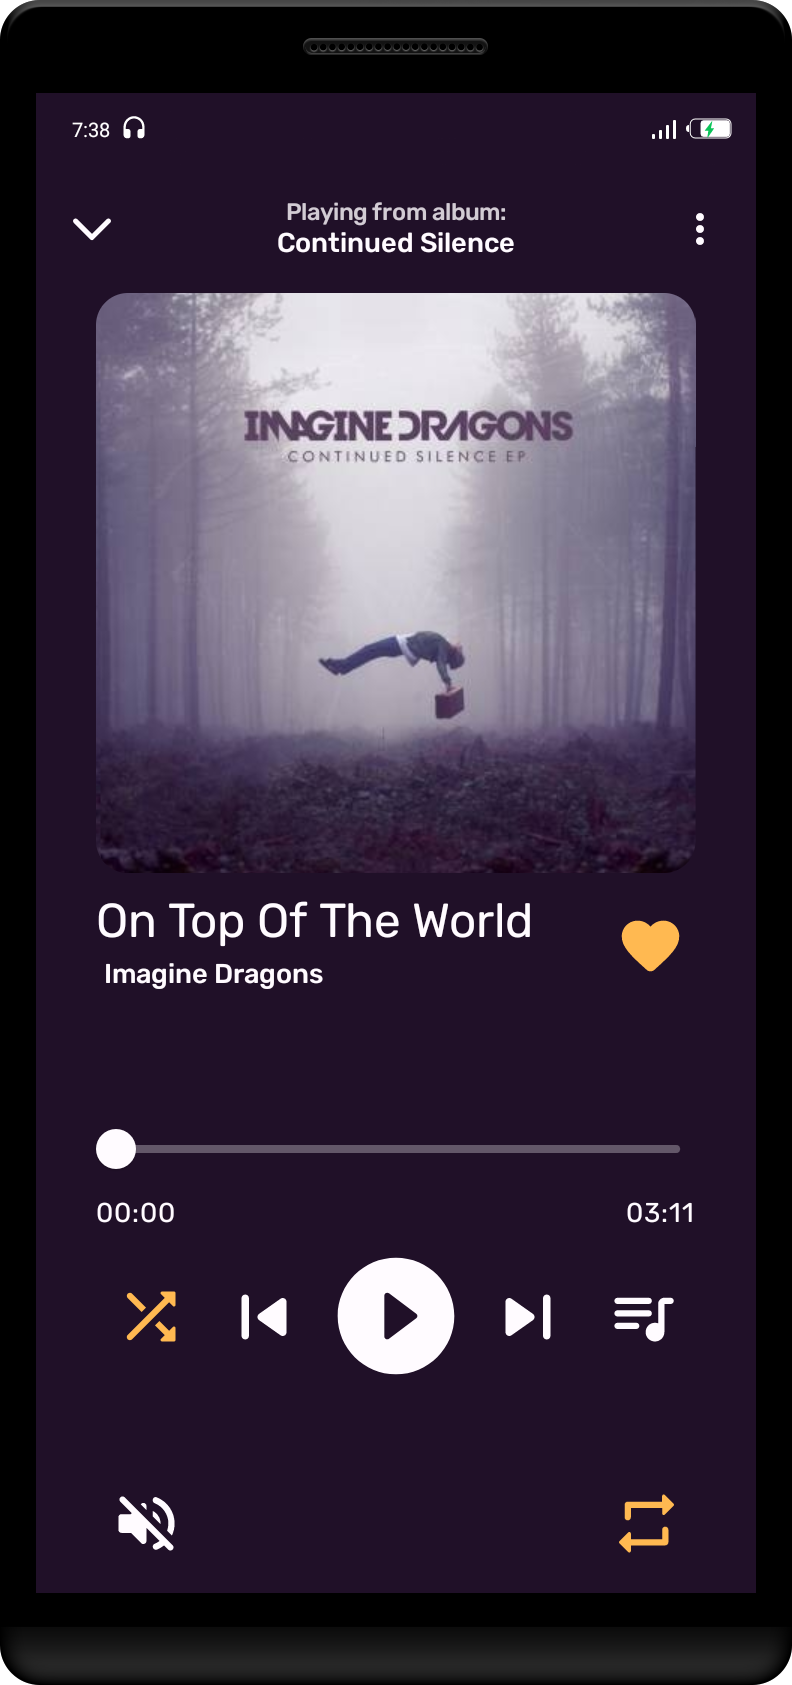 7:38
Playing from album:
Continued Silence
IMAGINE DRAGONS
CONTINUED SILENCE EP
On Top Of The World
Imagine Dragons
00:00 03:11